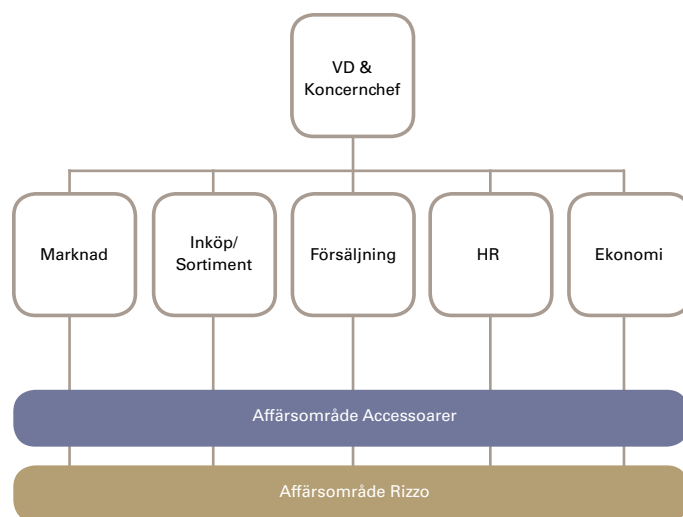 VD &
Koncernchef
Marknad
Inköp/
Sortiment
Försäljning
HR
Ekonomi
Affärsområde Accessoarer
Affärsområde Rizzo